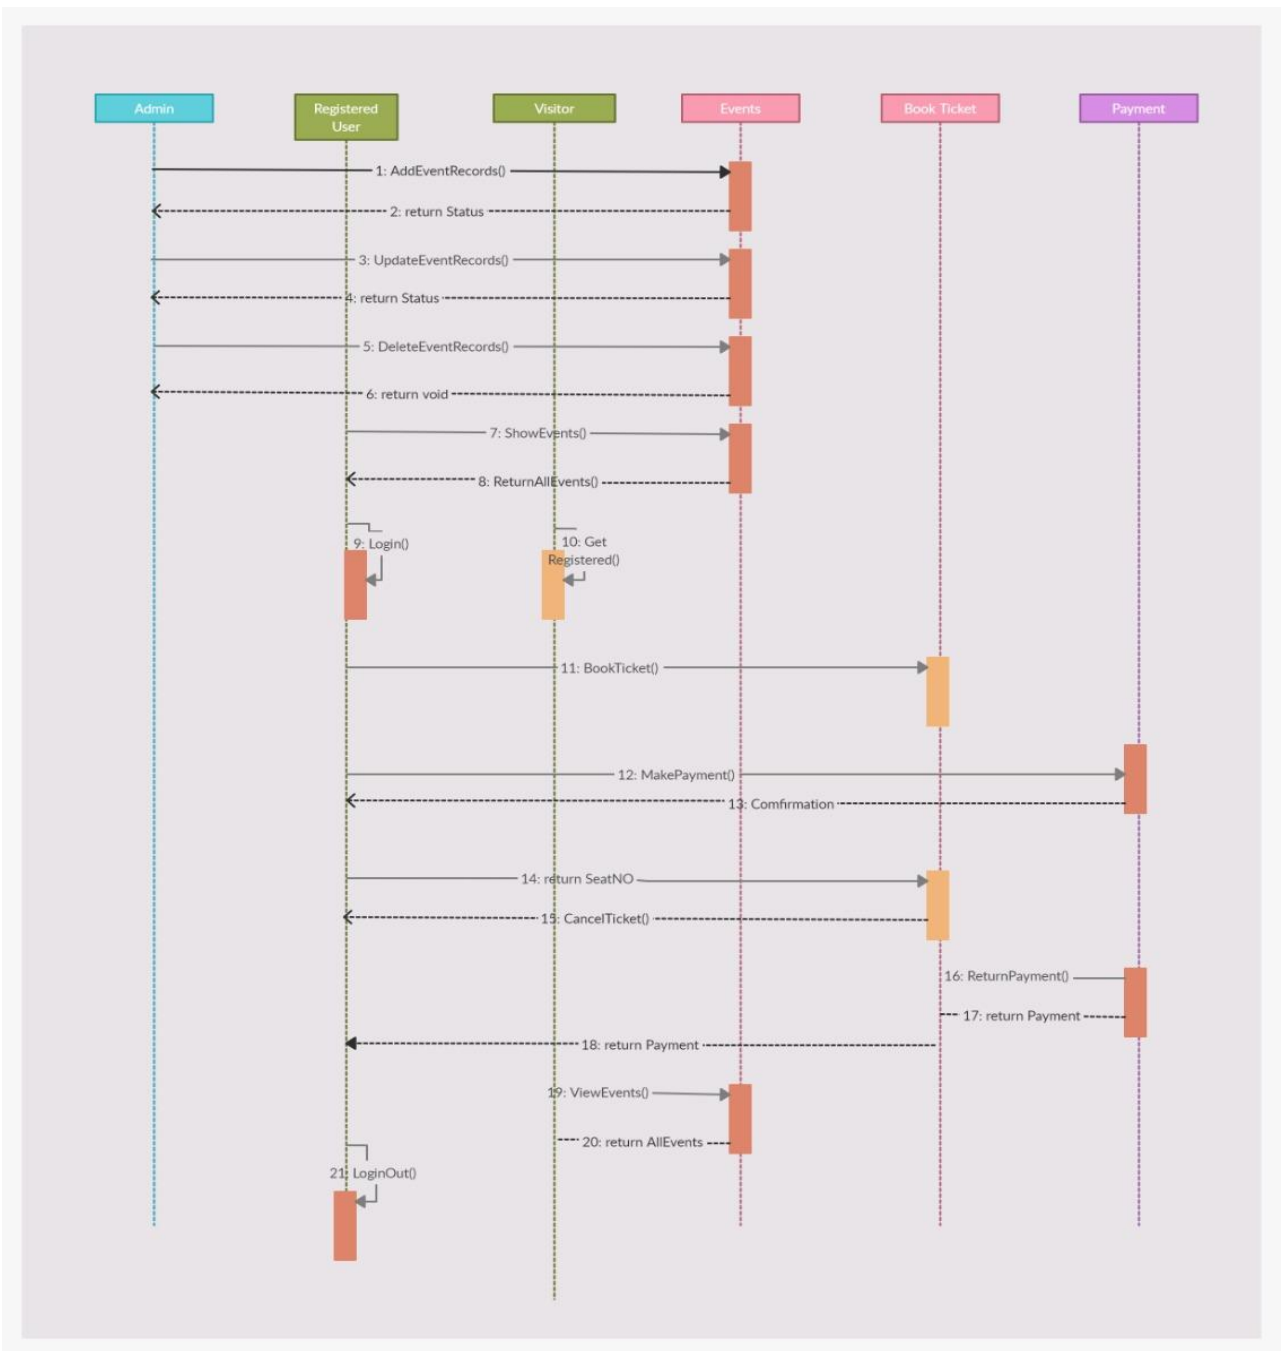 Admin
Registered
User
Visitor
Events
Book Ticket
Payment
1: AddEventRecords()
2: return Status
3: UpdateEventRecords()
4: return Status
5: DeleteEventRecords()
6: return void
7: ShowEvents()
8: ReturnAllEvents()
9: Login()
10: Get
Registered()
11: BookTicket()
12: MakePayment()
13: Comfirmation
14: return SeatNO
15: CancelTicket()
16: ReturnPayment()
17: return Payment
18: return Payment
19: ViewEvents()
20: return AllEvents
21: LoginOut()